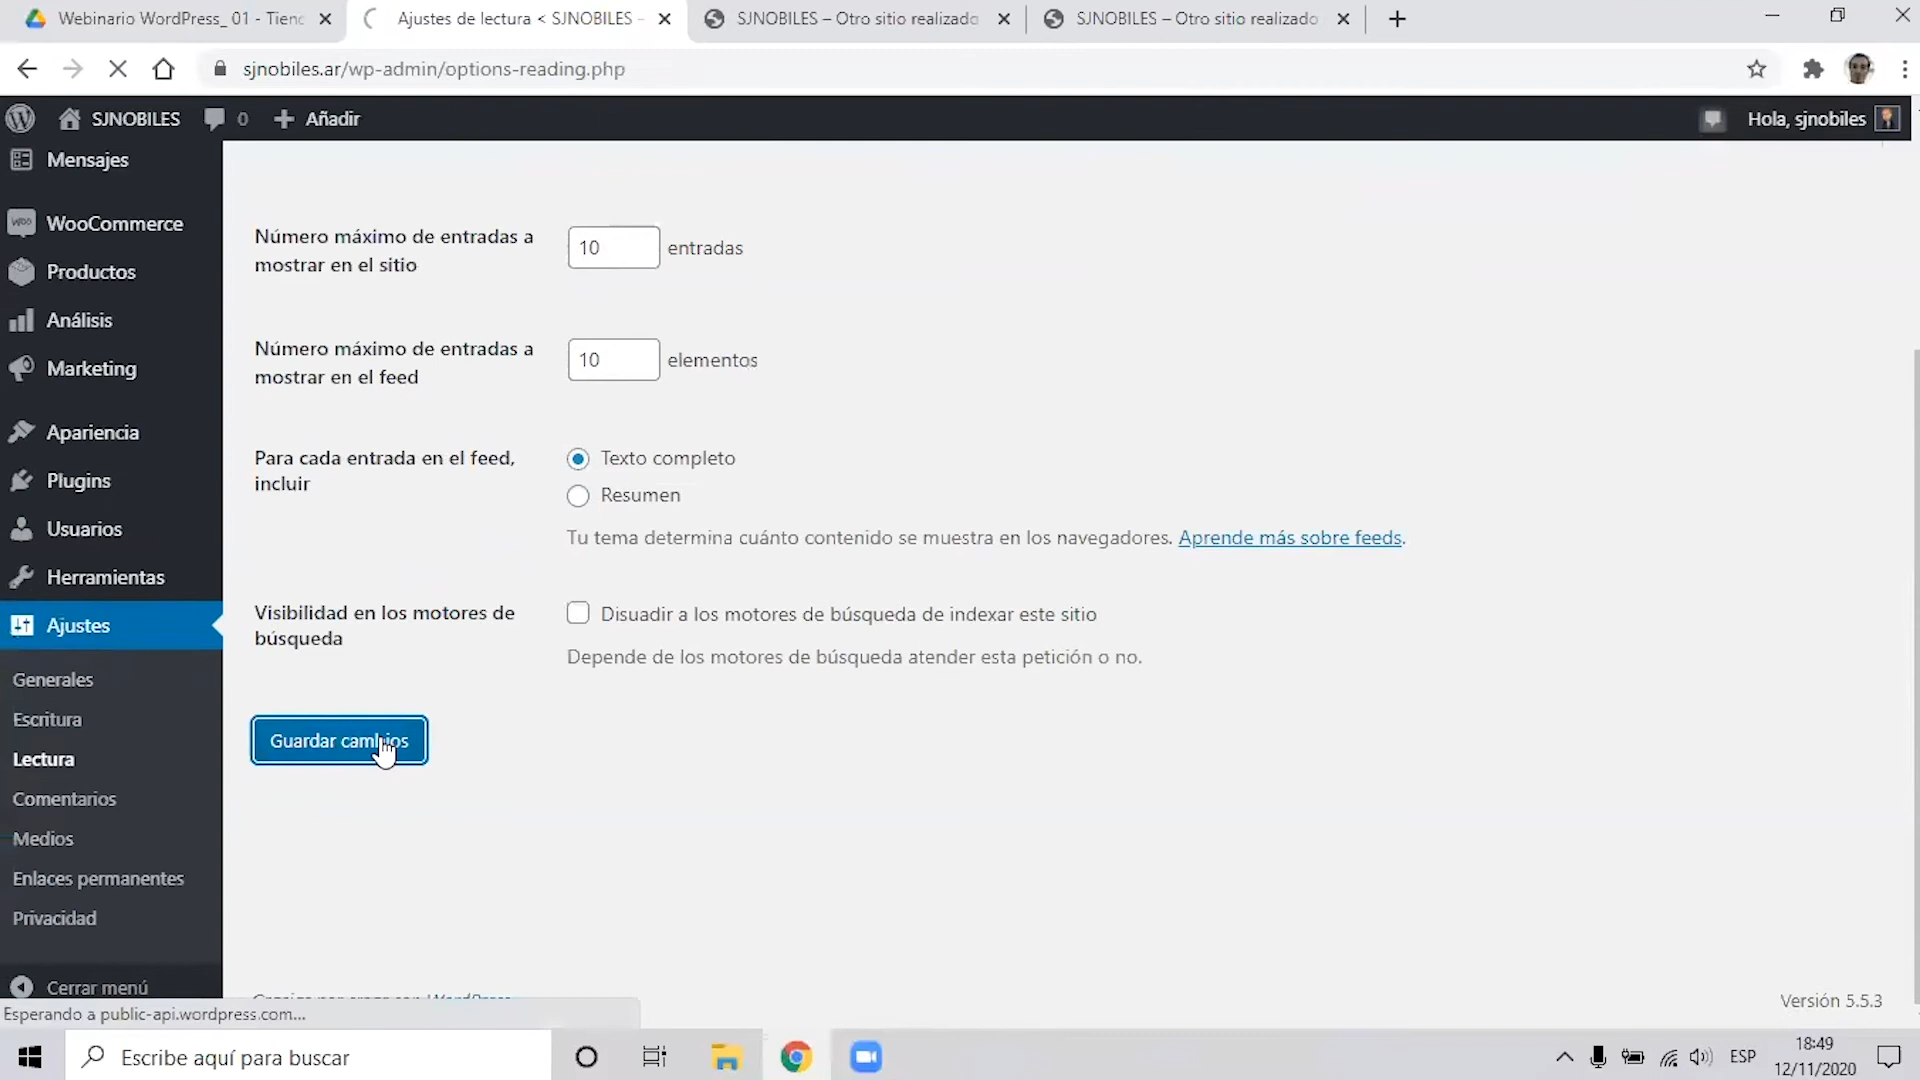 Webinario WordPress_ 01 - Tienc
Ajustes de lectura < SJNOBILES –
SJNOBILES – Otro sitio realizado
SJNOBILES – Otro sitio realizado
sjnobiles.ar/wp-admin/options-reading.php
SJNOBILES
0
Añadir
Hola, sjnobiles
Mensajes
WooCommerce
Productos
Análisis
Marketing
Apariencia
Plugins
Usuarios
Herramientas
Ajustes
Generales
Escritura
Lectura
Comentarios
Medios
Enlaces permanentes
Privacidad
Cerrar menú
Número máximo de entradas a
mostrar en el sitio
10 entradas
Número máximo de entradas a
mostrar en el feed
10 elementos
Para cada entrada en el feed,
incluir
Texto completo
Resumen
Tu tema determina cuánto contenido se muestra en los navegadores. Aprende más sobre feeds.
Visibilidad en los motores de
búsqueda
Disuadir a los motores de búsqueda de indexar este sitio
Depende de los motores de búsqueda atender esta petición o no.
Guardar cambios
Versión 5.5.3
Esperando a public-api.wordpress.com...
Escribe aquí para buscar
ESP
18:49
12/11/2020